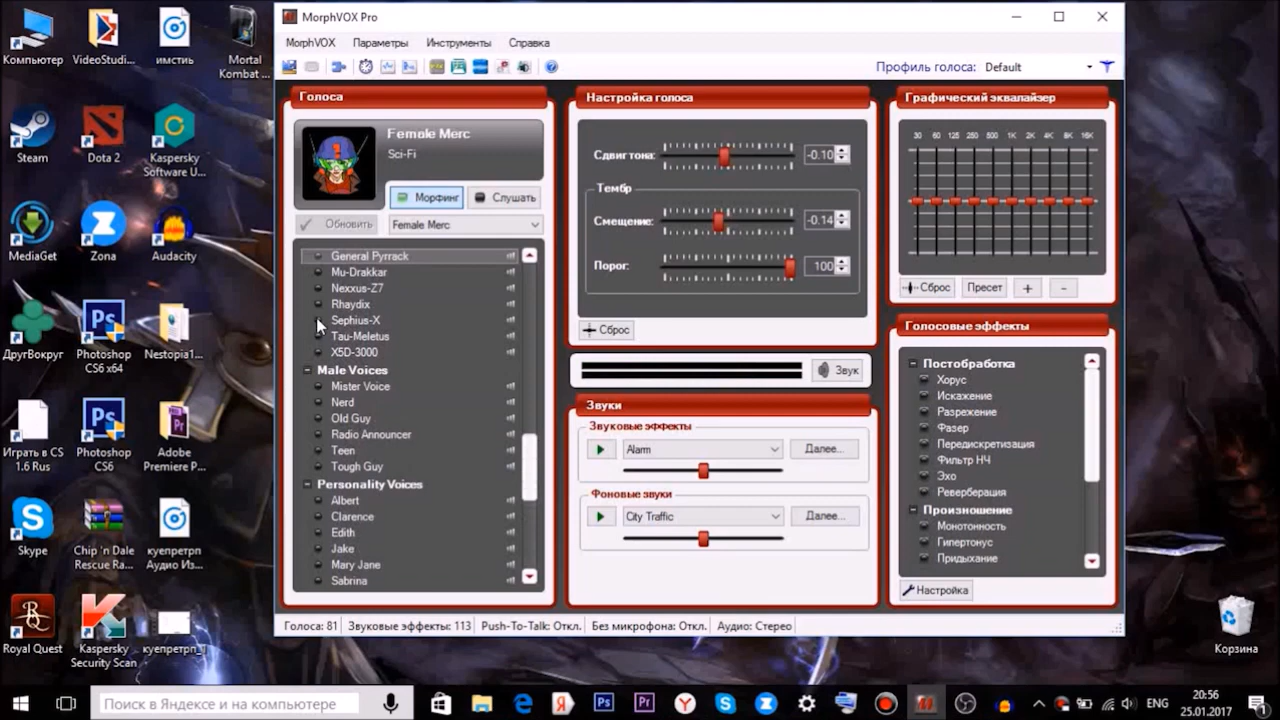 Компьютер
VideoStudi...
имстиь
Mortal
Kombat ...
Steam
Dota 2
Kaspersky
Software U...
MediaGet
Zona
Audacity
ДругВокруг
Photoshop
CS6 x64
Nestopia1...
Играть в CS
1.6 Rus
Photoshop
CS6
Adobe
Premiere P...
Skype
Chip 'n Dale
Rescue Ra...
куепретрп
Аудио Из...
Royal Quest
Kaspersky
Security Scan
куепретрп_1
Корзина
MorphVOX Pro
MorphVOX Параметры Инструменты Справка
Профиль голоса: Default
Голоса
Female Merc
Sci-Fi
Морфинг Слушать
Обновить Female Merc
General Pyrrack
Mu-Drakkar
Nexxus-Z7
Rhaydix
Sephius-X
Tau-Meletus
X5D-3000
Male Voices
Mister Voice
Nerd
Old Guy
Radio Announcer
Teen
Tough Guy
Personality Voices
Albert
Clarence
Edith
Jake
Mary Jane
Sabrina
Настройка голоса
Сдвиг тона: -0.10
Тембр
Смещение: -0.14
Порог: 100
Сброс
Звук
Звуки
Звуковые эффекты
Alarm Далее...
Фоновые звуки
City Traffic Далее...
Графический эквалайзер
30 60 125 250 500 1K 2K 4K 8K 16K
Сброс Пресет + -
Голосовые эффекты
Постобработка
Хорус
Искажение
Разрежение
Фазер
Передискретизация
Фильтр НЧ
Эхо
Реверберация
Произношение
Монотонность
Гипертонус
Придыхание
Настройка
Голоса: 81 Звуковые эффекты: 113 Push-To-Talk: Откл. Без микрофона: Откл. Аудио: Стерео
Поиск в Яндексе и на компьютере
ENG
20:56
25.01.2017